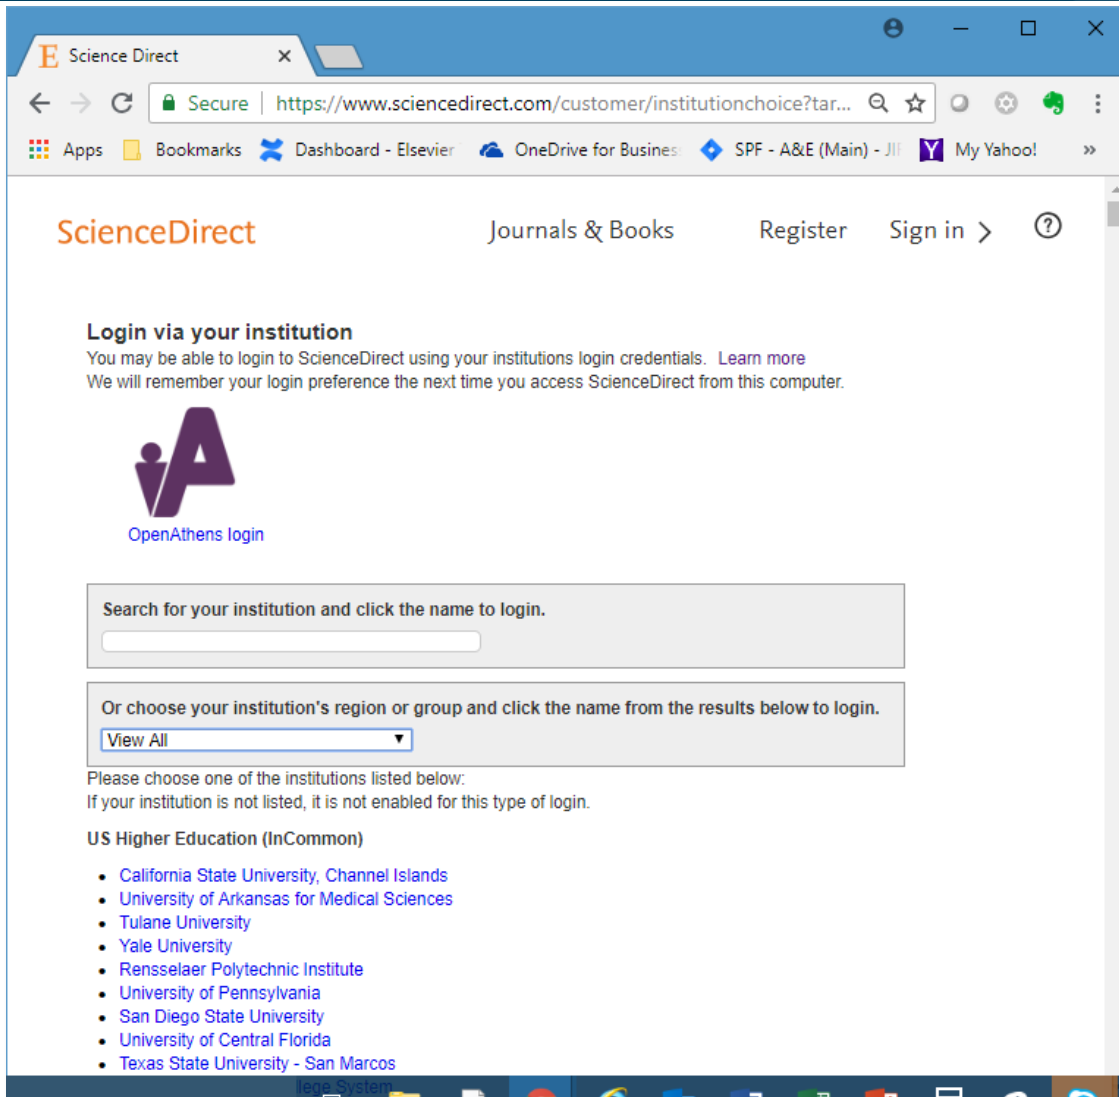 E Science Direct
Secure | https://www.sciencedirect.com/customer/institutionchoice?tar...
Apps Bookmarks Dashboard - Elsevier OneDrive for Busines SPF - A&E (Main) - JI Y My Yahoo! »
ScienceDirect Journals & Books Register Sign in > ?
Login via your institution
You may be able to login to ScienceDirect using your institutions login credentials. Learn more
We will remember your login preference the next time you access ScienceDirect from this computer.
OpenAthens login
Search for your institution and click the name to login.
Or choose your institution's region or group and click the name from the results below to login.
View All
Please choose one of the institutions listed below:
If your institution is not listed, it is not enabled for this type of login.
US Higher Education (InCommon)
• California State University, Channel Islands
• University of Arkansas for Medical Sciences
• Tulane University
• Yale University
• Rensselaer Polytechnic Institute
• University of Pennsylvania
• San Diego State University
• University of Central Florida
• Texas State University - San Marcos
lege System